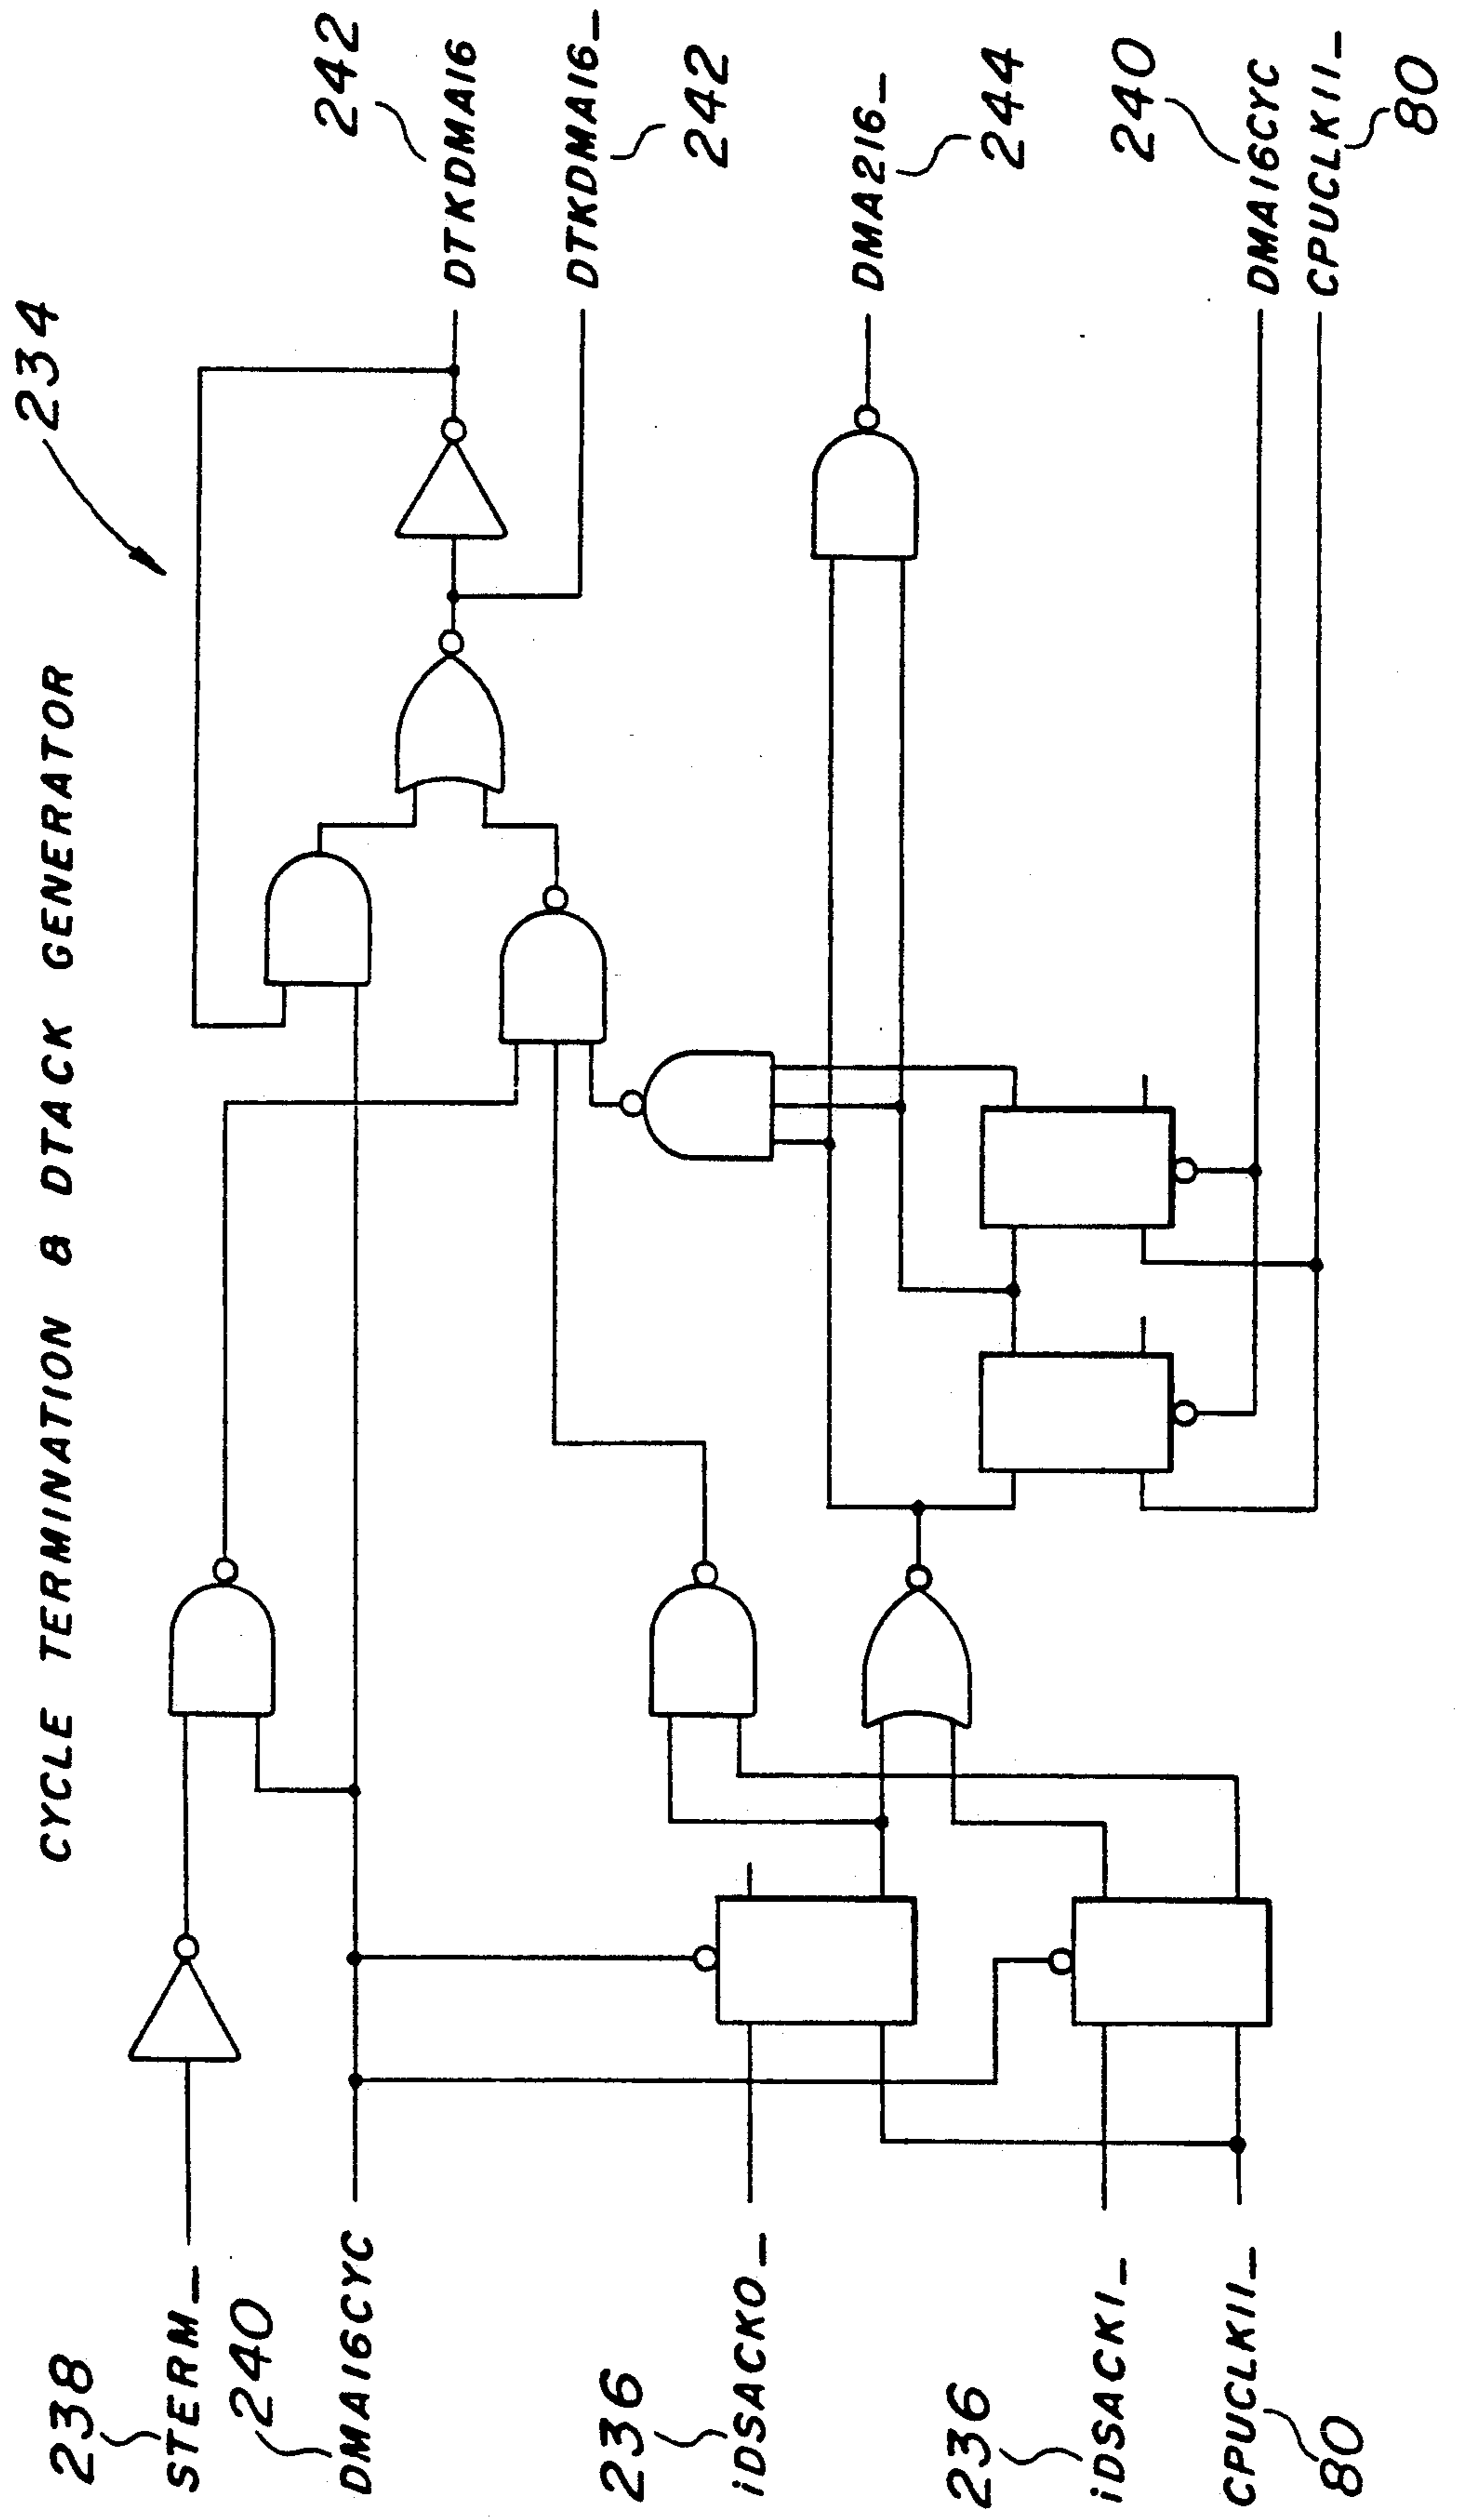 CYCLE TERMINATION & DTACK GENERATOR
234
238
STERM_
240
DMA16CYC
236
iDSACK0_
236
iDSACK1_
CPUCLK11_
80
242
DTKDMA16
DTKDMA16_
242
DMA216_
244
240
DMA16CYC
CPUCLK11_
80